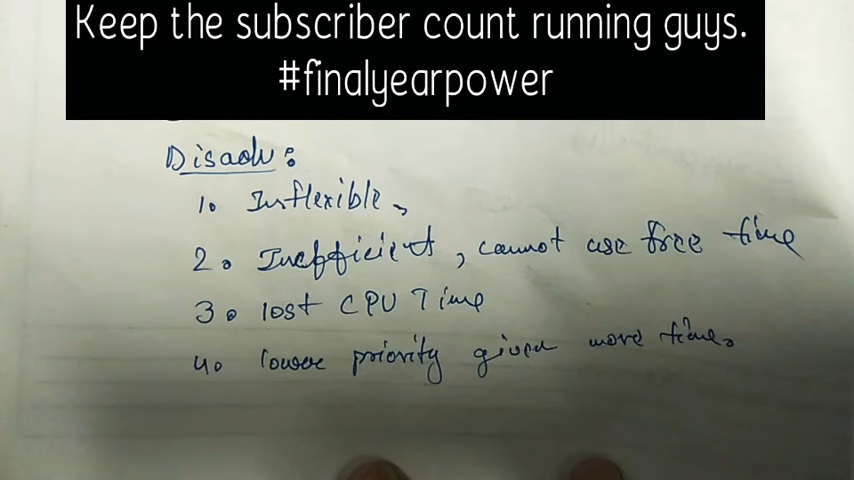 Keep the subscriber count running guys.
#finalyearpower
Disadv:
1. Inflexible,
2. Inefficient, cannot use free time
3. lost CPU Time
4. lower priority given more time.